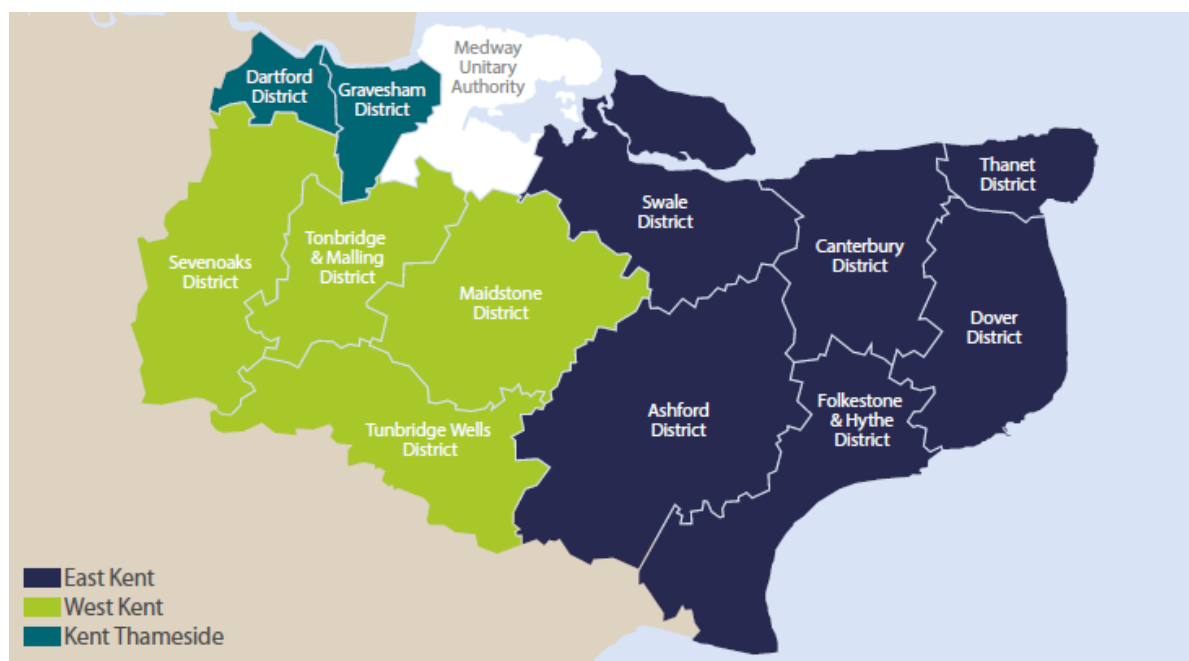 Medway
Unitary
Authority
Dartford
District
Gravesham
District
Thanet
District
Swale
District
Tonbridge
& Malling
District
Canterbury
District
Sevenoaks
District
Maidstone
District
Dover
District
Ashford
District
Folkestone
& Hythe
District
Tunbridge Wells
District
East Kent
West Kent
Kent Thameside